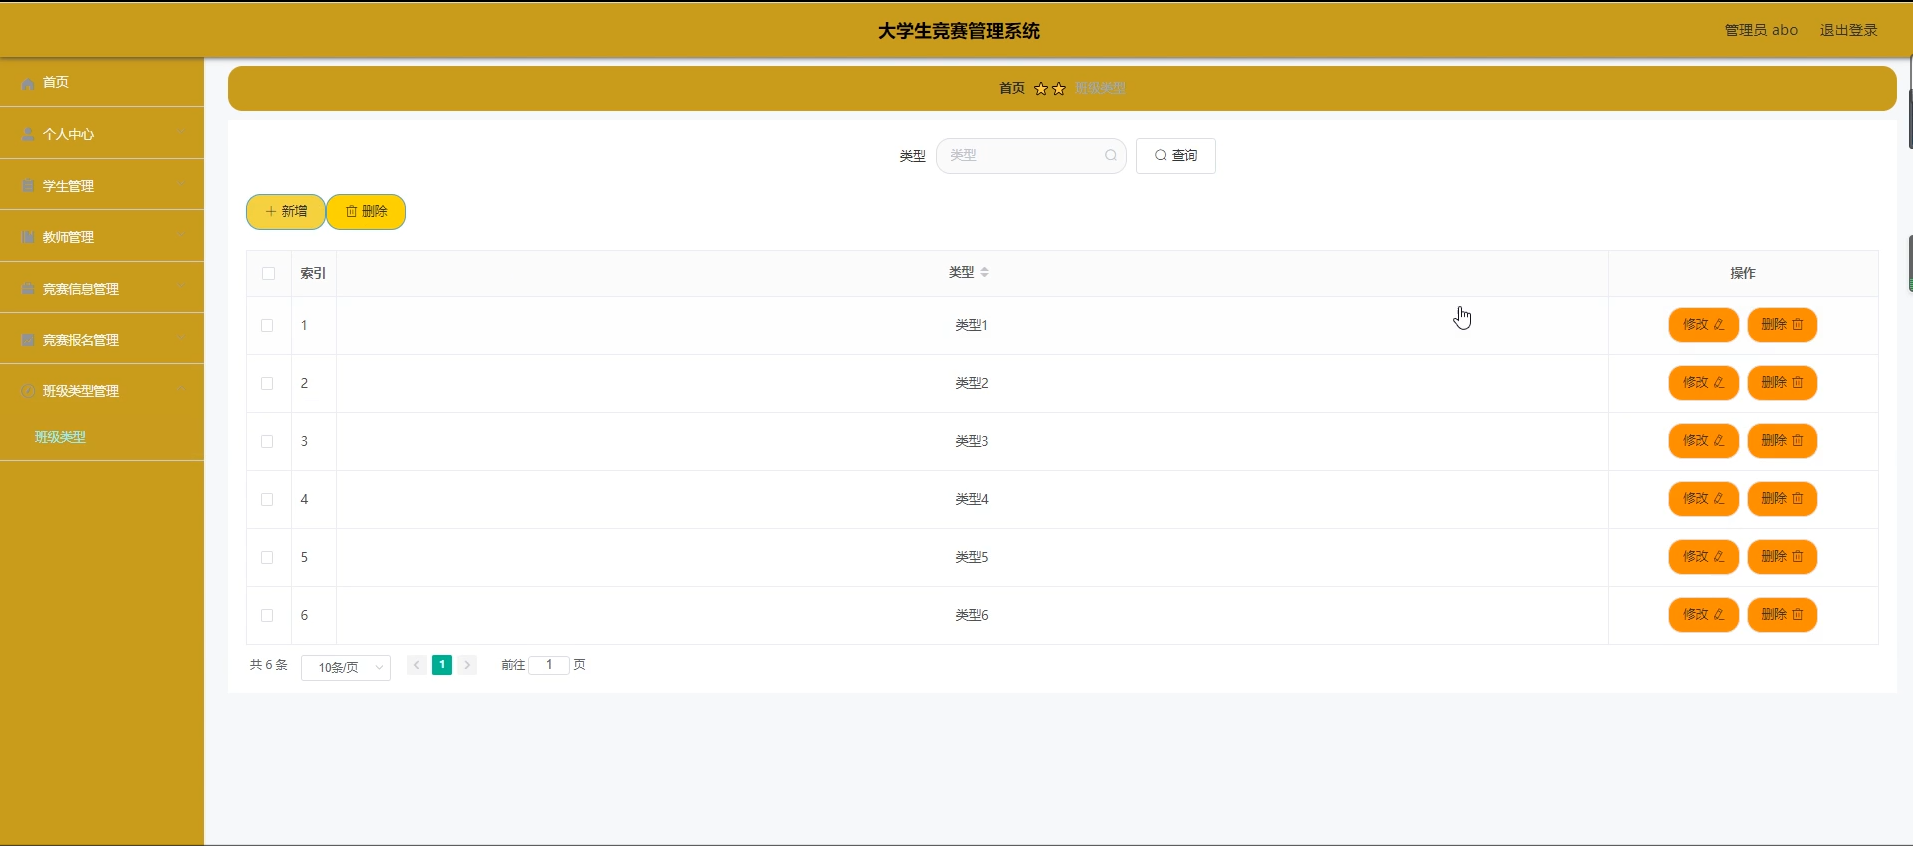 大学生竞赛管理系统
管理员 abo 退出登录
首页
个人中心
学生管理
教师管理
竞赛信息管理
竞赛报名管理
班级类型管理
班级类型
首页 班级类型
类型 类型 查询
新增 删除
索引 类型 操作
1 类型1 修改 删除
2 类型2 修改 删除
3 类型3 修改 删除
4 类型4 修改 删除
5 类型5 修改 删除
6 类型6 修改 删除
共 6 条 10条/页 1 前往 1 页